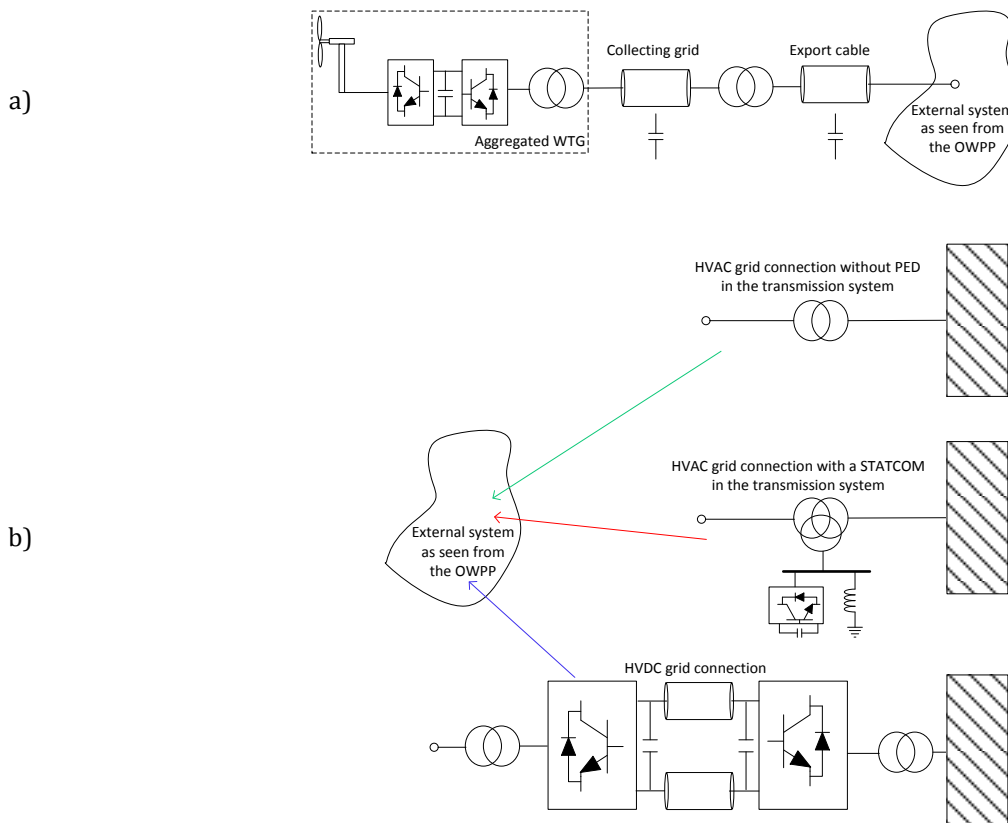 a)
Collecting grid
Export cable
Aggregated WTG
External system
as seen from
the OWPP
HVAC grid connection without PED
in the transmission system
b)
External system
as seen from
the OWPP
HVAC grid connection with a STATCOM
in the transmission system
HVDC grid connection